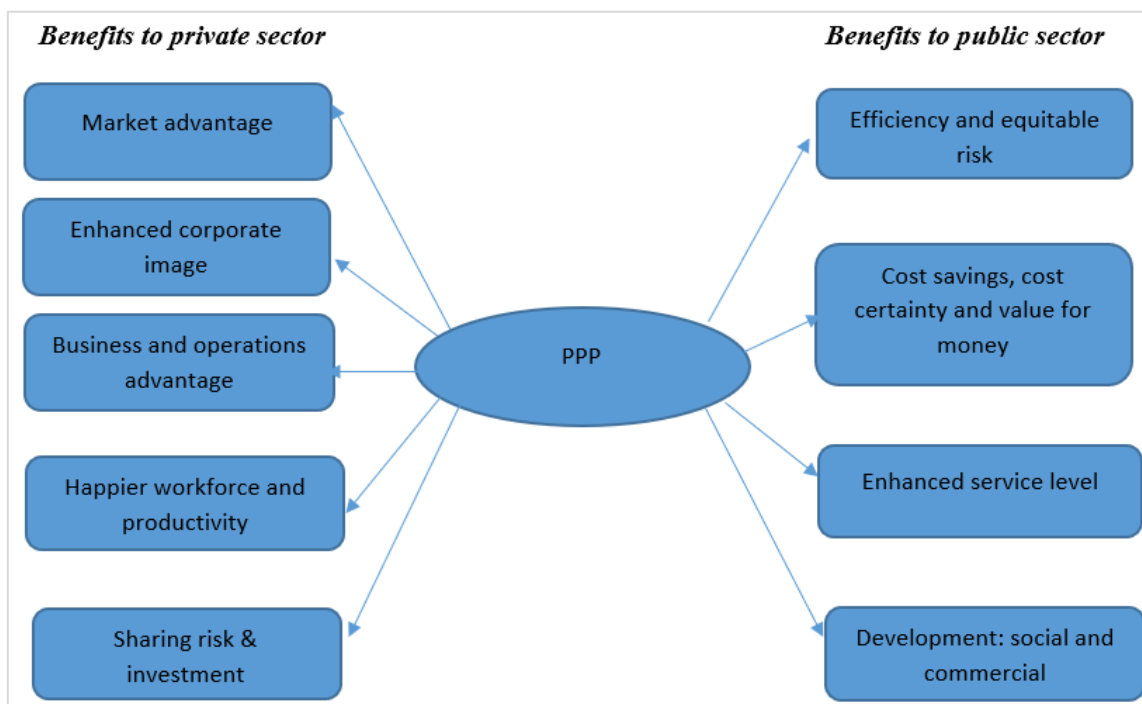 Benefits to private sector
Market advantage
Enhanced corporate
image
Business and operations
advantage
Happier workforce and
productivity
Sharing risk &
investment
PPP
Benefits to public sector
Efficiency and equitable
risk
Cost savings, cost
certainty and value for
money
Enhanced service level
Development: social and
commercial